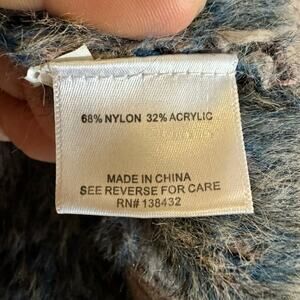 68% NYLON 32% ACRYLIC
MADE IN CHINA
SEE REVERSE FOR CARE
RN# 138432